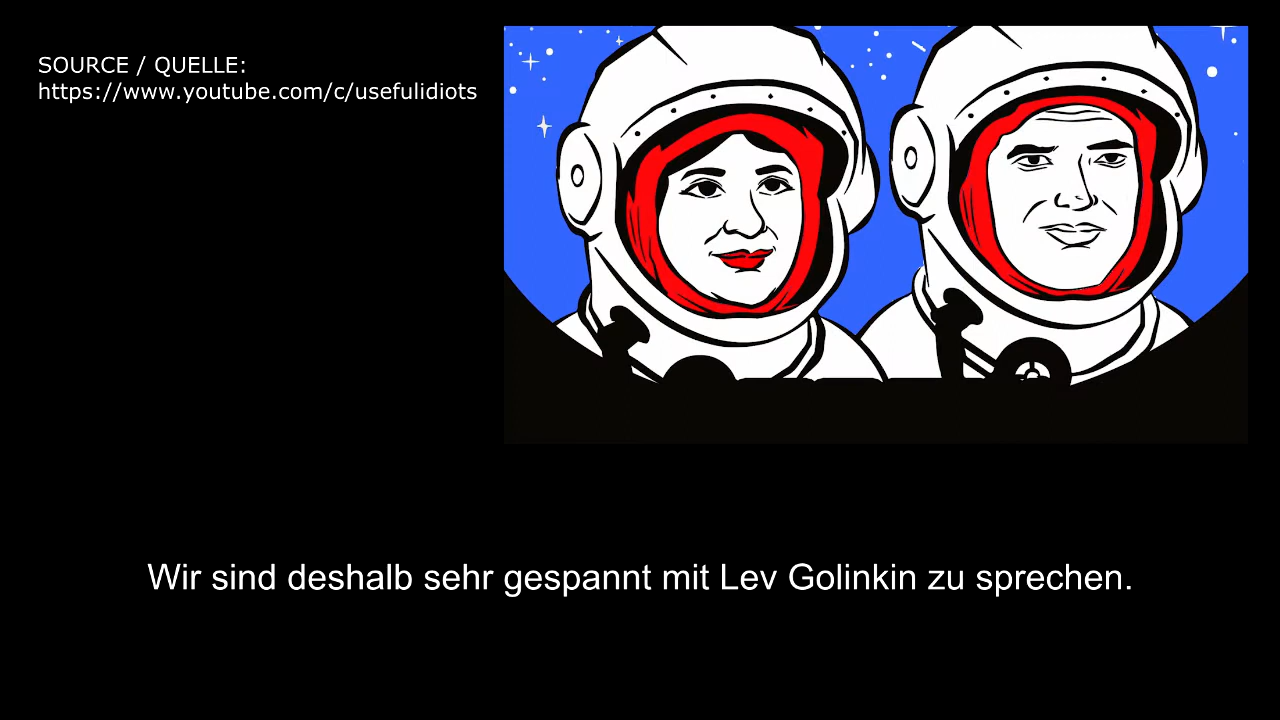 SOURCE / QUELLE:
https://www.youtube.com/c/usefulidiots
Wir sind deshalb sehr gespannt mit Lev Golinkin zu sprechen.